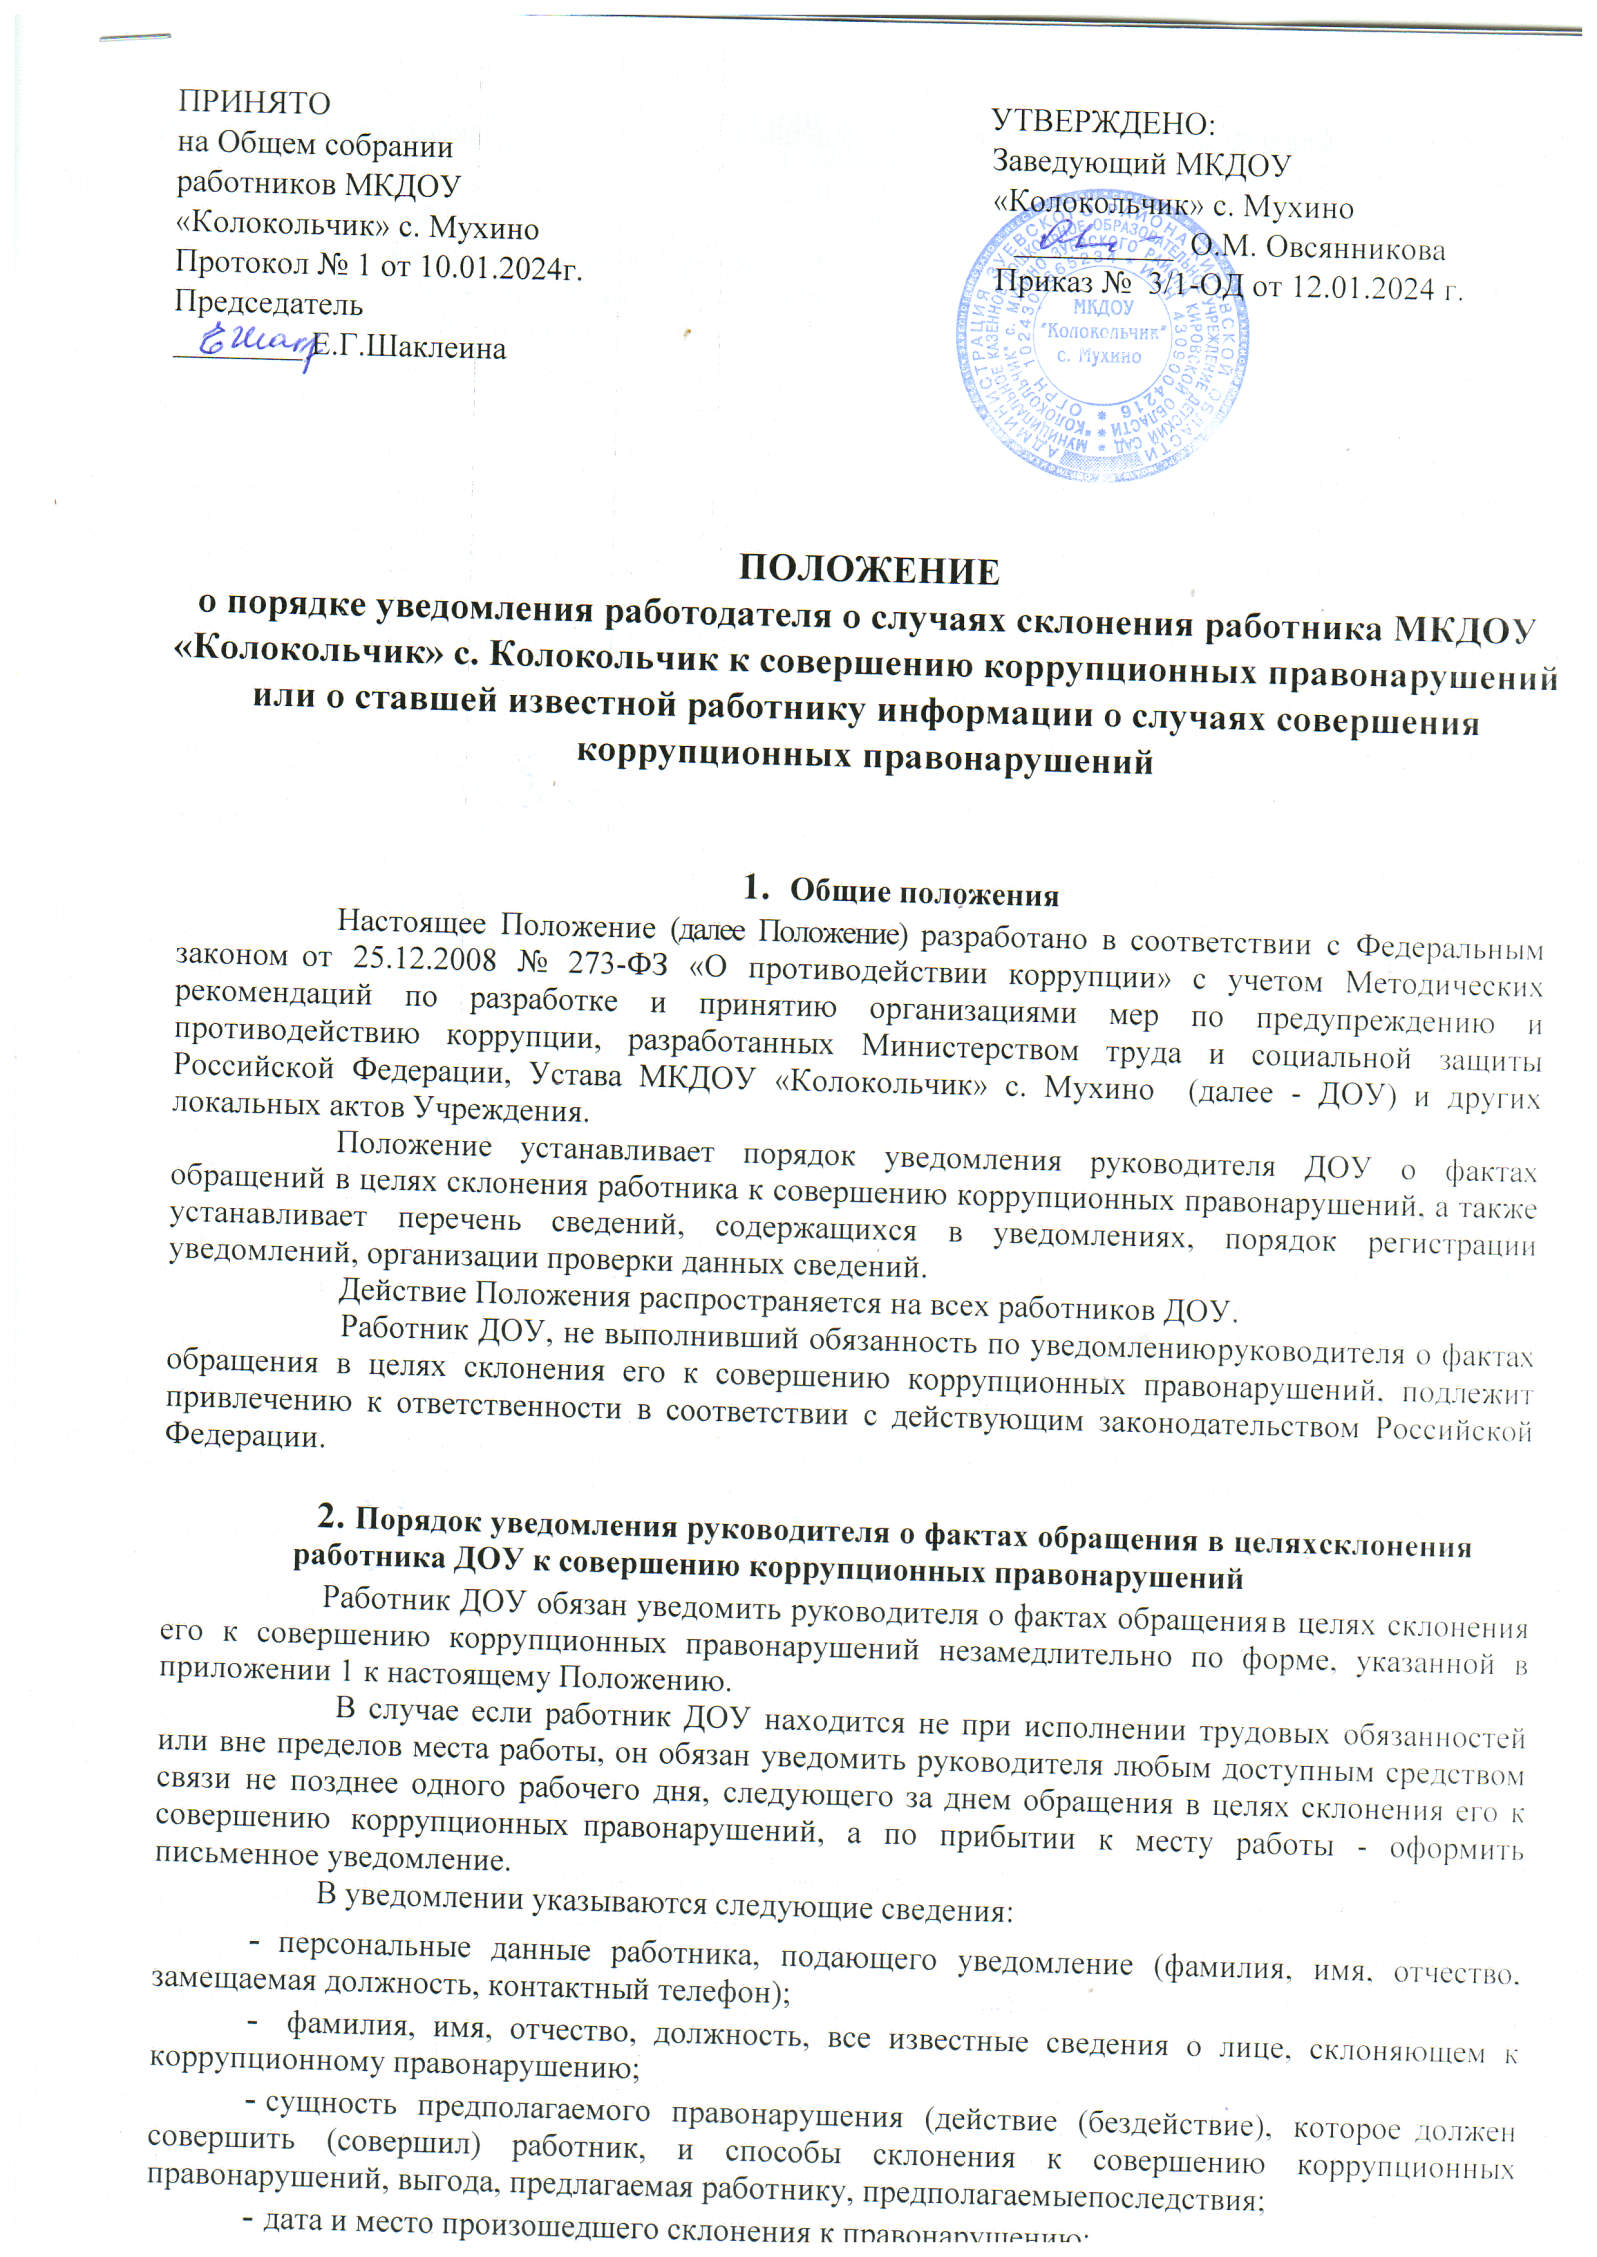 ПРИНЯТО
на Общем собрании
работников МКДОУ
«Колокольчик» с. Мухино
Протокол № 1 от 10.01.2024г.
Председатель
Е.Г.Шаклеина
УТВЕРЖДЕНО:
Заведующий МКДОУ
«Колокольчик» с. Мухино
О.М. Овсянникова
Приказ № 3/1-ОД от 12.01.2024 г.
МКДОУ
"Колокольчик"
с. Мухино
ПОЛОЖЕНИЕ
о порядке уведомления работодателя о случаях склонения работника МКДОУ
«Колокольчик» с. Колокольчик к совершению коррупционных правонарушений
или о ставшей известной работнику информации о случаях совершения
коррупционных правонарушений
1. Общие положения
Настоящее Положение (далее Положение) разработано в соответствии с Федеральным
законом от 25.12.2008 № 273-ФЗ «О противодействии коррупции» с учетом Методических
рекомендаций по разработке и принятию организациями мер по предупреждению и
противодействию коррупции, разработанных Министерством труда и социальной защиты
Российской Федерации, Устава МКДОУ «Колокольчик» с. Мухино (далее - ДОУ) и других
локальных актов Учреждения.
Положение устанавливает порядок уведомления руководителя ДОУ о фактах
обращений в целях склонения работника к совершению коррупционных правонарушений, а также
устанавливает перечень сведений, содержащихся в уведомлениях, порядок регистрации
уведомлений, организации проверки данных сведений.
Действие Положения распространяется на всех работников ДОУ.
Работник ДОУ, не выполнивший обязанность по уведомлениюруководителя о фактах
обращения в целях склонения его к совершению коррупционных правонарушений, подлежит
привлечению к ответственности в соответствии с действующим законодательством Российской
Федерации.
2. Порядок уведомления руководителя о фактах обращения в целяхсклонения
работника ДОУ к совершению коррупционных правонарушений
Работник ДОУ обязан уведомить руководителя о фактах обращения в целях склонения
его к совершению коррупционных правонарушений незамедлительно по форме, указанной в
приложении 1 к настоящему Положению.
В случае если работник ДОУ находится не при исполнении трудовых обязанностей
или вне пределов места работы, он обязан уведомить руководителя любым доступным средством
связи не позднее одного рабочего дня, следующего за днем обращения в целях склонения его к
совершению коррупционных правонарушений, а по прибытии к месту работы - оформить
письменное уведомление.
В уведомлении указываются следующие сведения:
- персональные данные работника, подающего уведомление (фамилия, имя, отчество,
замещаемая должность, контактный телефон);
- фамилия, имя, отчество, должность, все известные сведения о лице, склоняющем к
коррупционному правонарушению;
- сущность предполагаемого правонарушения (действие (бездействие), которое должен
совершить (совершил) работник, и способы склонения к совершению коррупционных
правонарушений, выгода, предлагаемая работнику, предполагаемыепоследствия;
- дата и место произошедшего склонения к правонарушению;